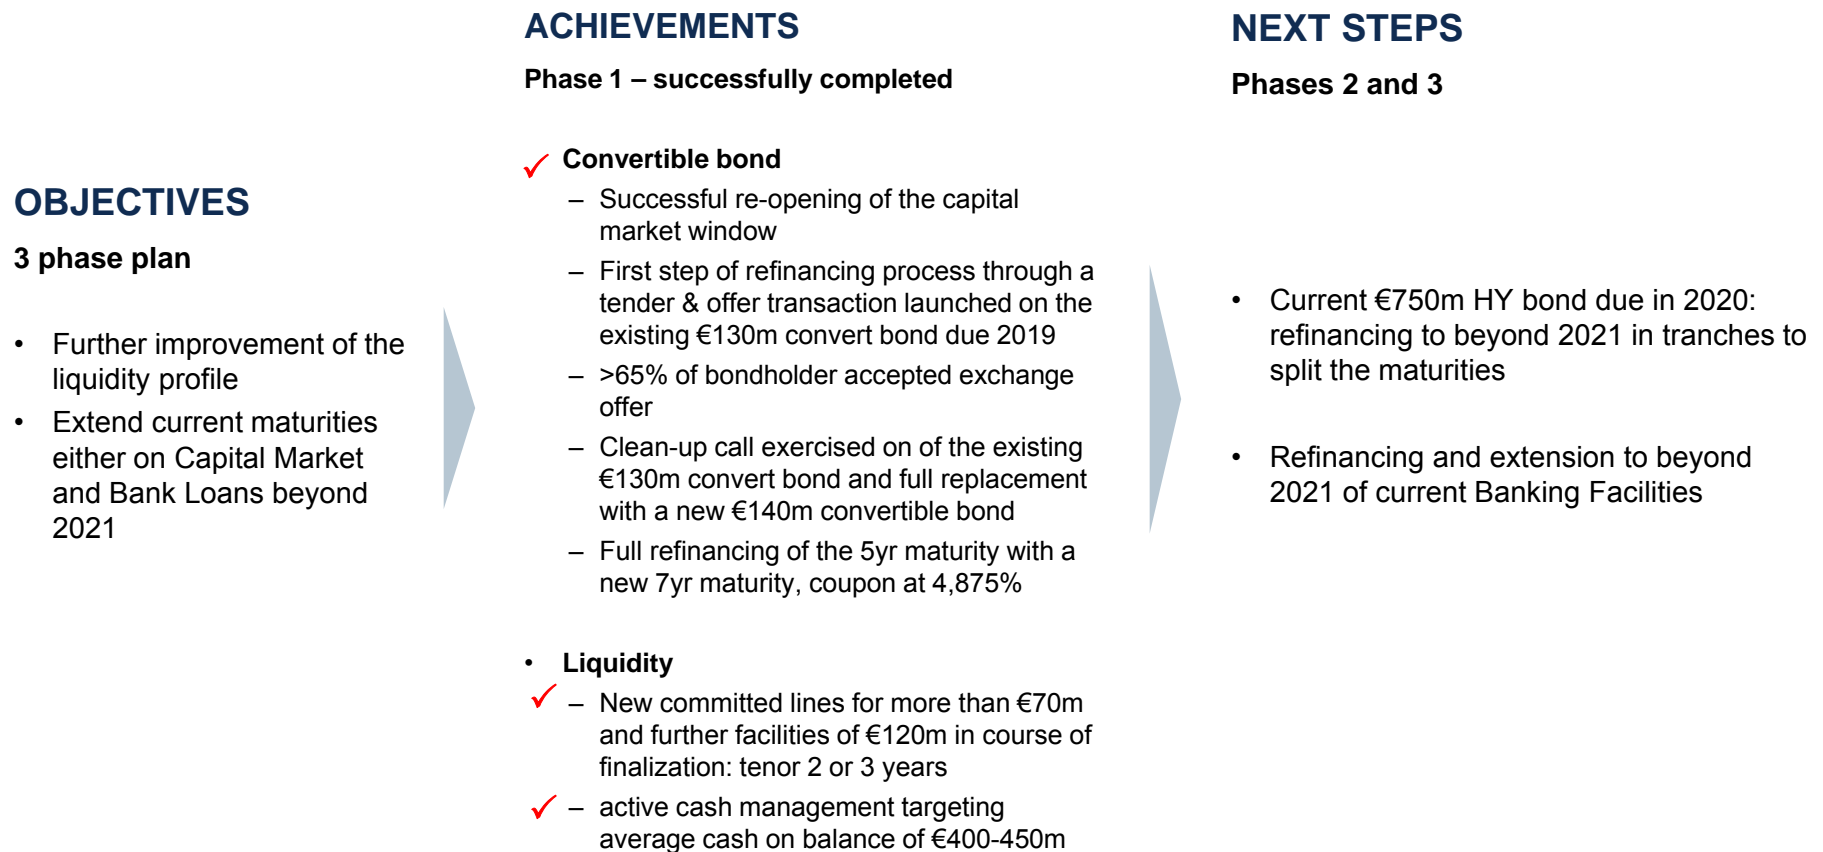 OBJECTIVES
3 phase plan
• Further improvement of the
liquidity profile
• Extend current maturities
either on Capital Market
and Bank Loans beyond
2021
ACHIEVEMENTS
Phase 1 – successfully completed
✓ Convertible bond
– Successful re-opening of the capital
market window
– First step of refinancing process through a
tender & offer transaction launched on the
existing €130m convert bond due 2019
– >65% of bondholder accepted exchange
offer
– Clean-up call exercised on of the existing
€130m convert bond and full replacement
with a new €140m convertible bond
– Full refinancing of the 5yr maturity with a
new 7yr maturity, coupon at 4,875%
• Liquidity
✓ – New committed lines for more than €70m
and further facilities of €120m in course of
finalization: tenor 2 or 3 years
✓ – active cash management targeting
average cash on balance of €400-450m
NEXT STEPS
Phases 2 and 3
• Current €750m HY bond due in 2020:
refinancing to beyond 2021 in tranches to
split the maturities
• Refinancing and extension to beyond
2021 of current Banking Facilities